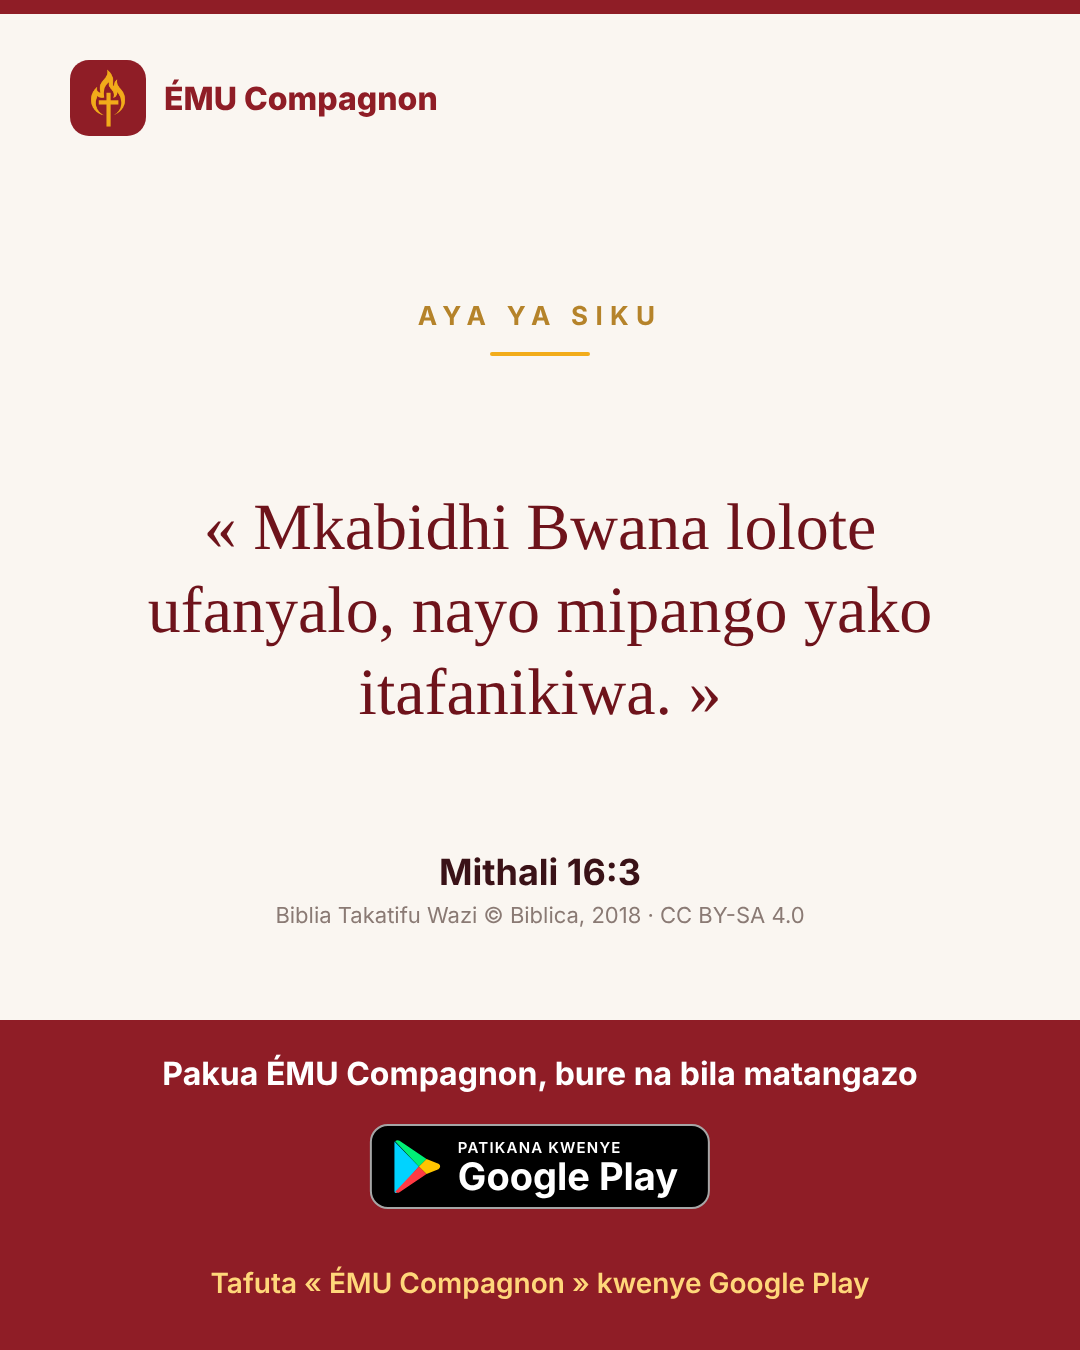 ÉMU Compagnon
AYA YA SIKU
« Mkabidhi Bwana lolote
ufanyalo, nayo mipango yako
itafanikiwa. »
Mithali 16:3
Biblia Takatifu Wazi © Biblica, 2018 · CC BY-SA 4.0
Pakua ÉMU Compagnon, bure na bila matangazo
PATIKANA KWENYE
Google Play
Tafuta « ÉMU Compagnon » kwenye Google Play